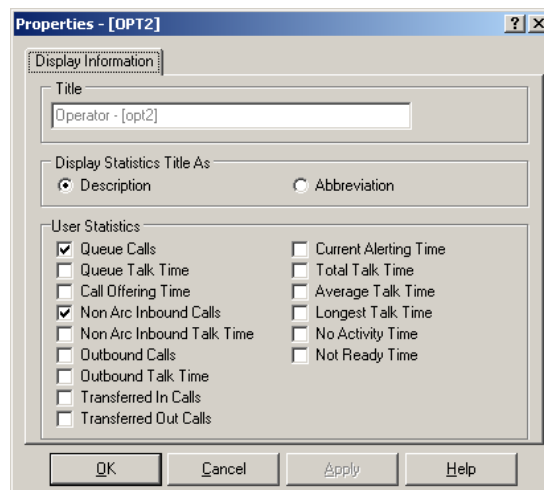 Properties - [OPT2]
Display Information
Title
Operator - [opt2]
Display Statistics Title As
Description
Abbreviation
User Statistics
Queue Calls
Queue Talk Time
Call Offering Time
Non Arc Inbound Calls
Non Arc Inbound Talk Time
Outbound Calls
Outbound Talk Time
Transferred In Calls
Transferred Out Calls
Current Alerting Time
Total Talk Time
Average Talk Time
Longest Talk Time
No Activity Time
Not Ready Time
OK
Cancel
Apply
Help